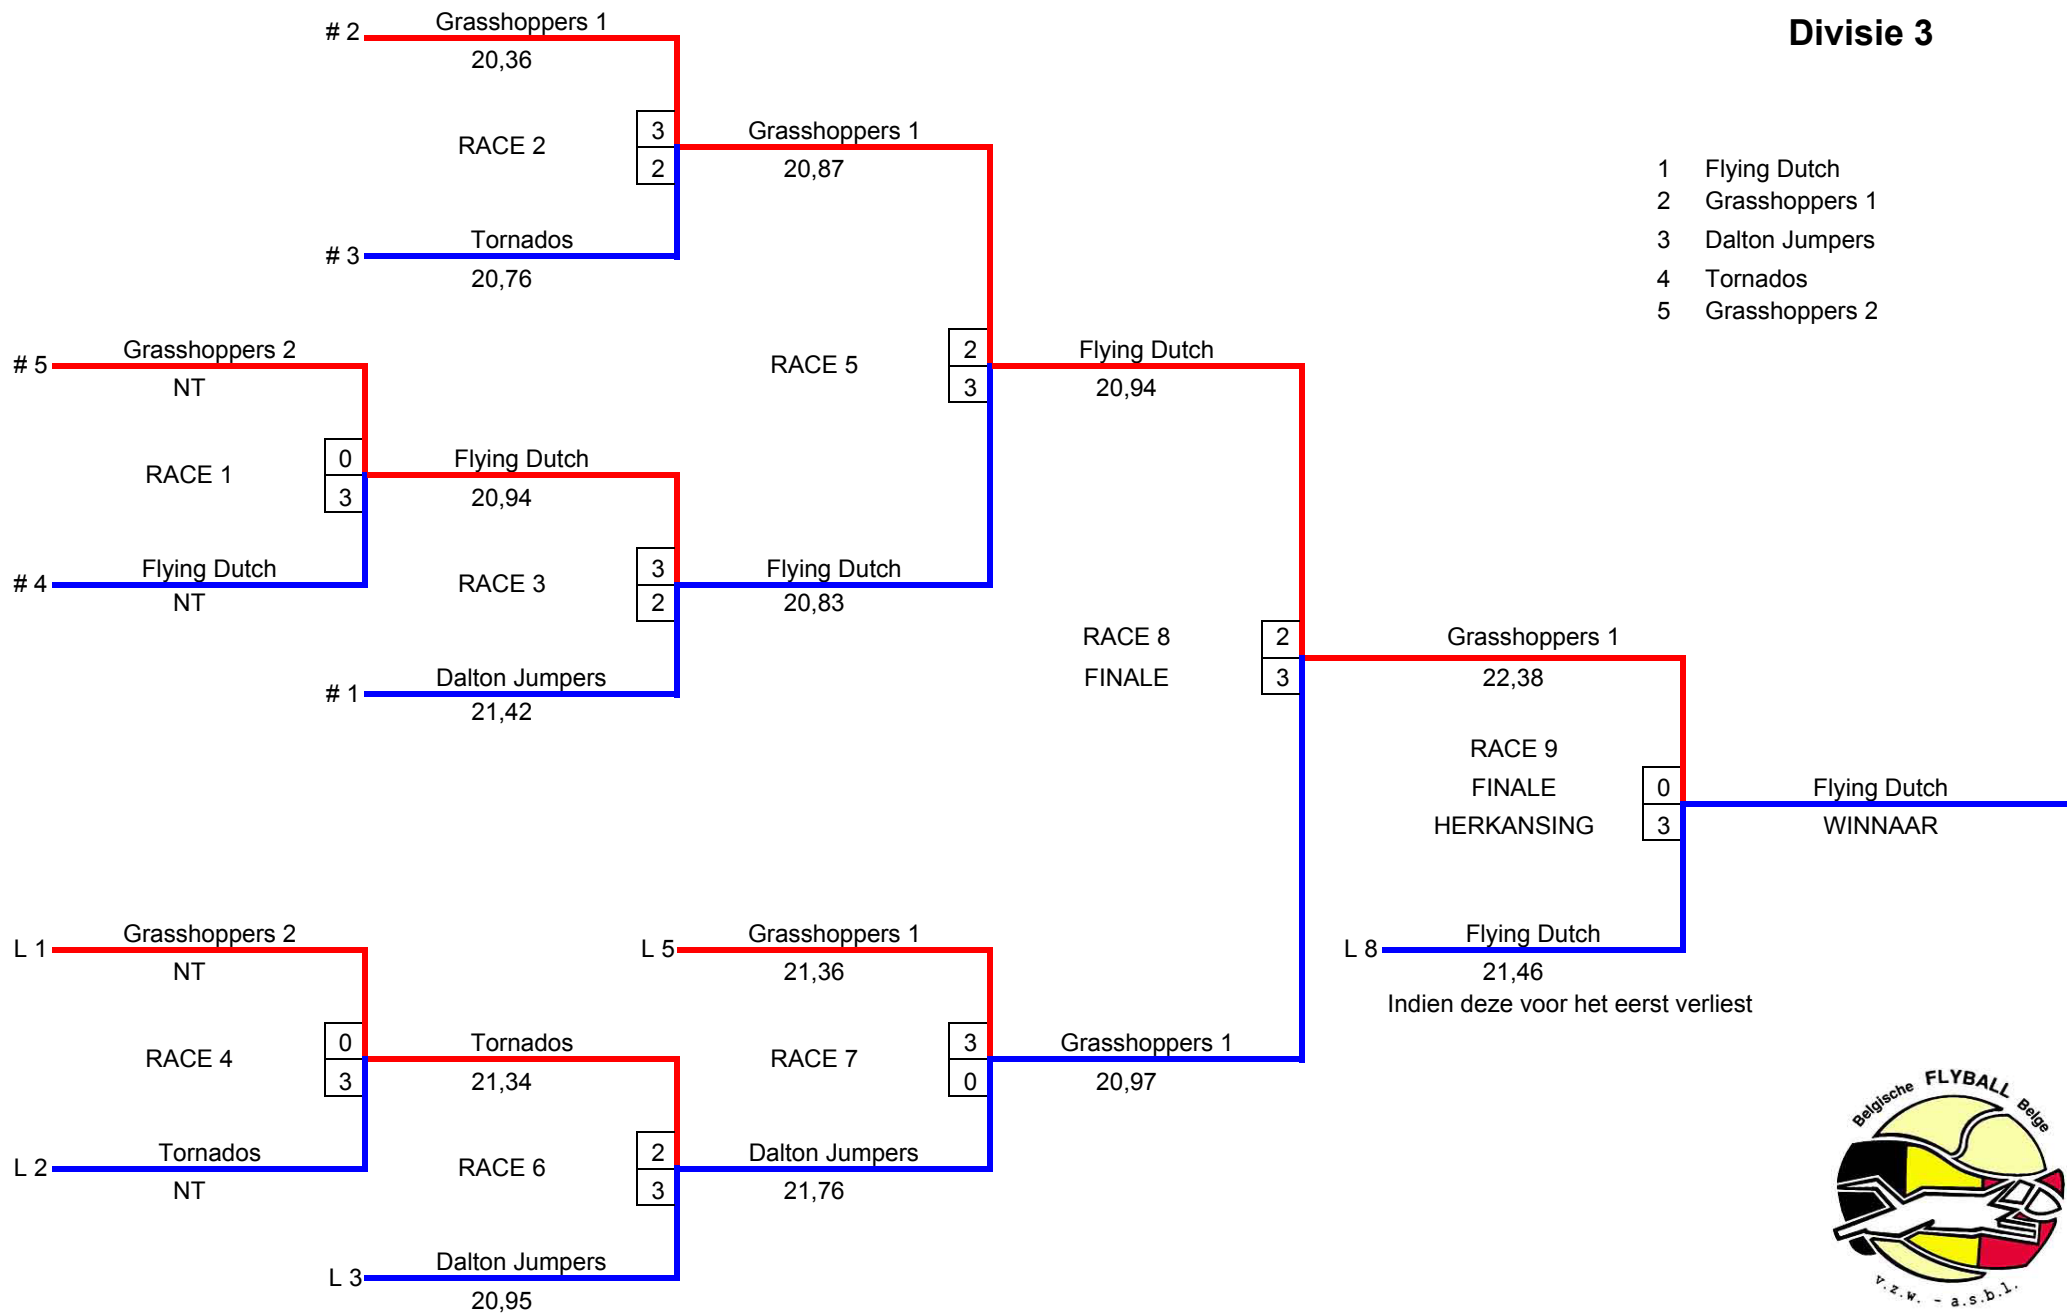 Divisie 3
# 2 Grasshoppers 1
20,36
RACE 2
3
2
Grasshoppers 1
20,87
# 3 Tornados
20,76
1 Flying Dutch
2 Grasshoppers 1
3 Dalton Jumpers
4 Tornados
5 Grasshoppers 2
# 5 Grasshoppers 2
NT
RACE 1
0
3
# 4 Flying Dutch
NT
Flying Dutch
20,94
RACE 3
3
2
# 1 Dalton Jumpers
21,42
Flying Dutch
20,83
RACE 5
2
3
Flying Dutch
20,94
RACE 8
FINALE
2
3
Grasshoppers 1
22,38
RACE 9
FINALE
HERKANSING
0
3
Flying Dutch
WINNAAR
L 8 Flying Dutch
21,46
Indien deze voor het eerst verliest
L 1 Grasshoppers 2
NT
RACE 4
0
3
L 2 Tornados
NT
Tornados
21,34
RACE 6
2
3
L 3 Dalton Jumpers
20,95
L 5 Grasshoppers 1
21,36
RACE 7
3
0
Dalton Jumpers
21,76
Grasshoppers 1
20,97
Belgische FLYBALL Belge
v.z.w. - a.s.b.l.